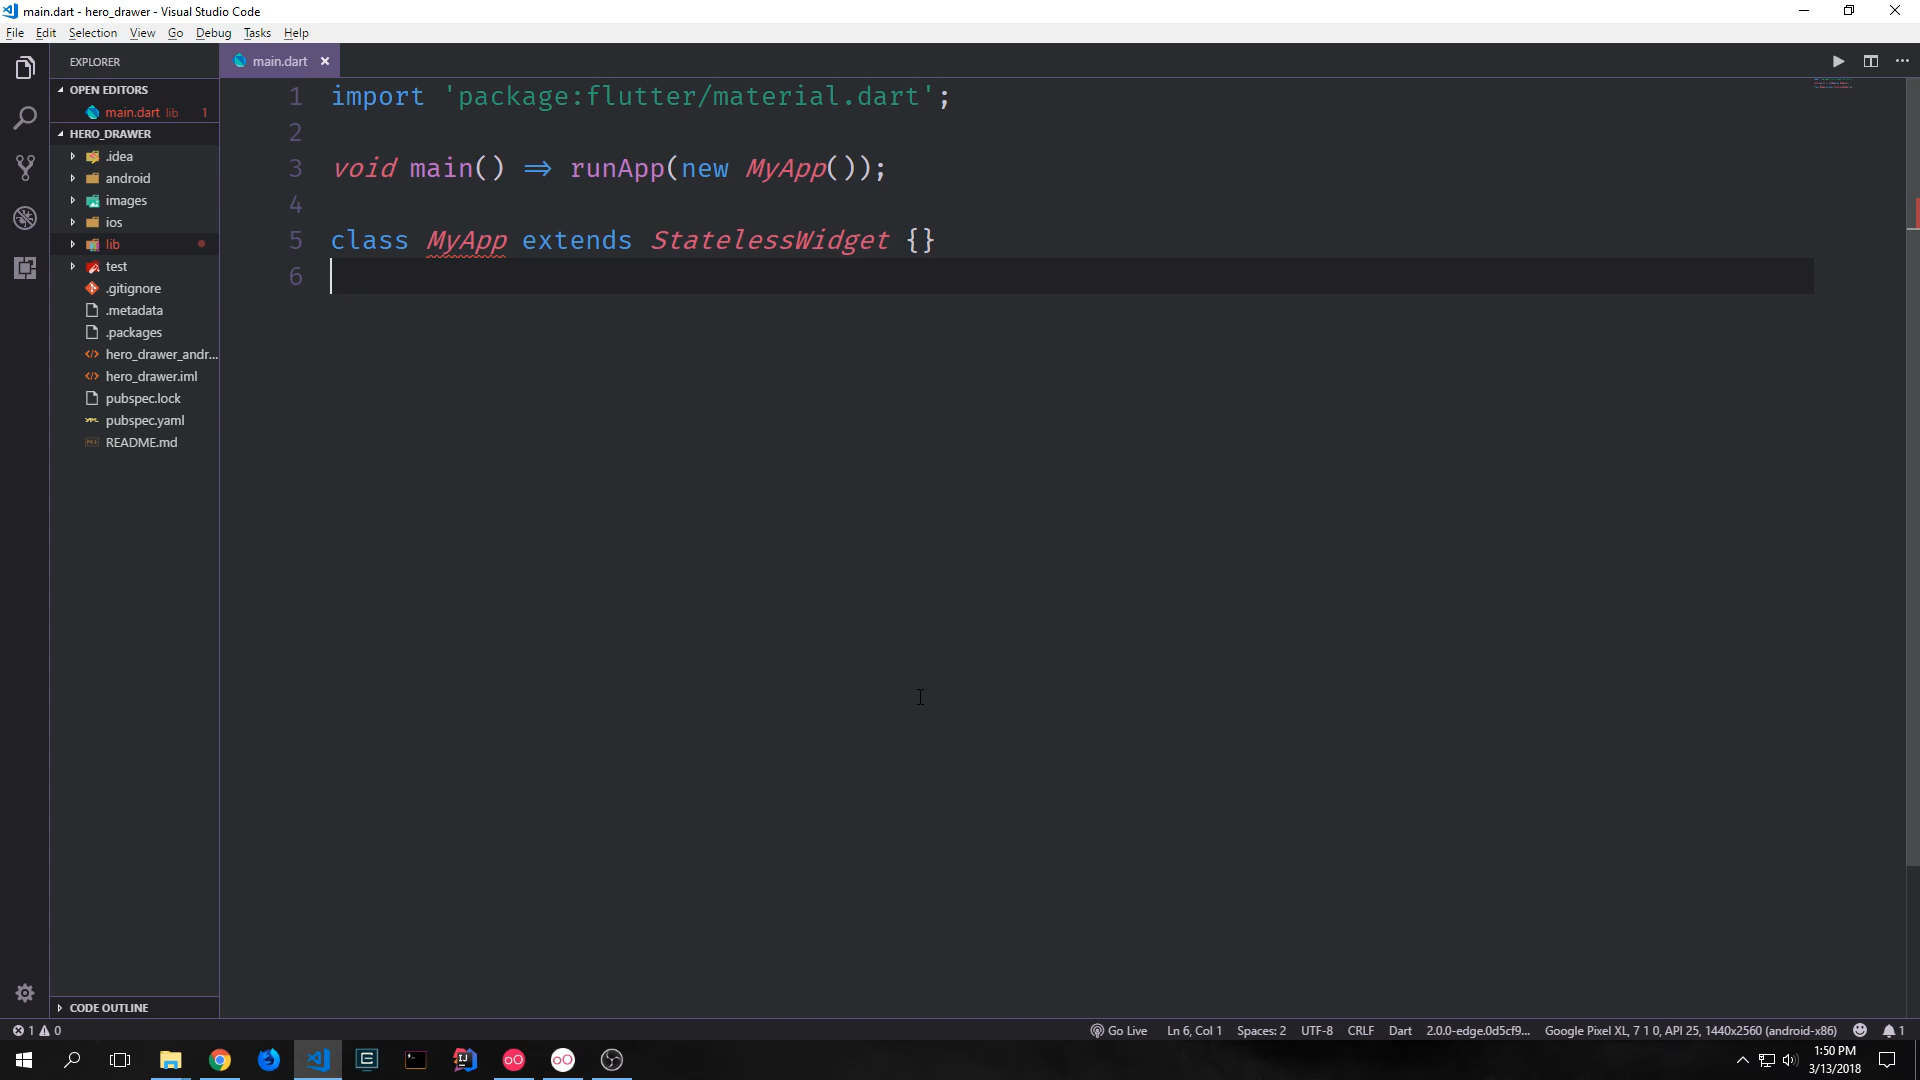 main.dart - hero_drawer - Visual Studio Code
File Edit Selection View Go Debug Tasks Help
EXPLORER
main.dart
OPEN EDITORS
main.dart lib 1
HERO_DRAWER
.idea
android
images
ios
lib
test
.gitignore
.metadata
.packages
hero_drawer_andr...
hero_drawer.iml
pubspec.lock
pubspec.yaml
README.md
CODE OUTLINE
1 import 'package:flutter/material.dart';
2
3 void main() => runApp(new MyApp());
4
5 class MyApp extends StatelessWidget {}
6
1 0
Go Live Ln 6, Col 1 Spaces: 2 UTF-8 CRLF Dart 2.0.0-edge.0d5cf9... Google Pixel XL, 7 1 0, API 25, 1440x2560 (android-x86) 1
1:50 PM
3/13/2018